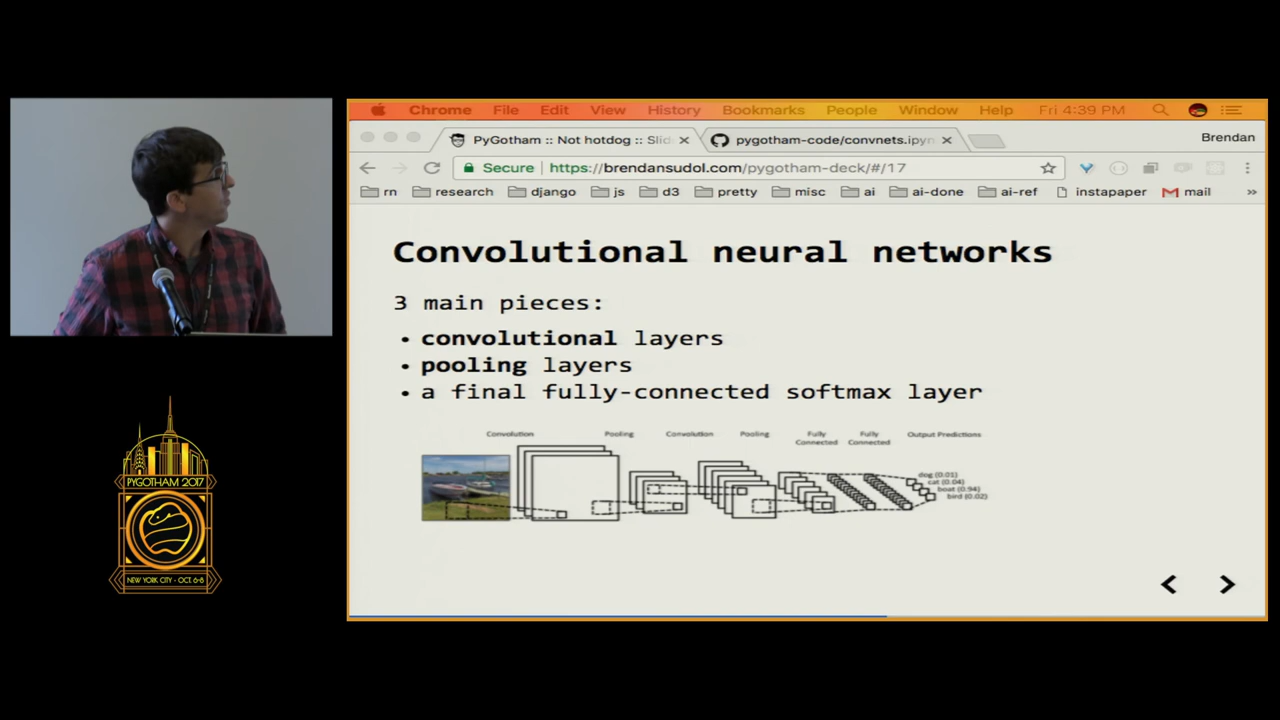 Chrome File Edit View History Bookmarks People Window Help Fri 4:39 PM
PyGotham :: Not hotdog :: Slid pygotham-code/convnets.ipyn Brendan
Secure https://brendansudol.com/pygotham-deck/#/17
rn research django js d3 pretty misc ai ai-done ai-ref instapaper mail »
Convolutional neural networks
3 main pieces:
• convolutional layers
• pooling layers
• a final fully-connected softmax layer
Convolution Pooling Convolution Pooling Fully Connected Fully Connected Output Predictions
dog (0.01)
cat (0.04)
boat (0.94)
bird (0.02)
PYGOTHAM 2017
NEW YORK CITY - OCT. 6-8